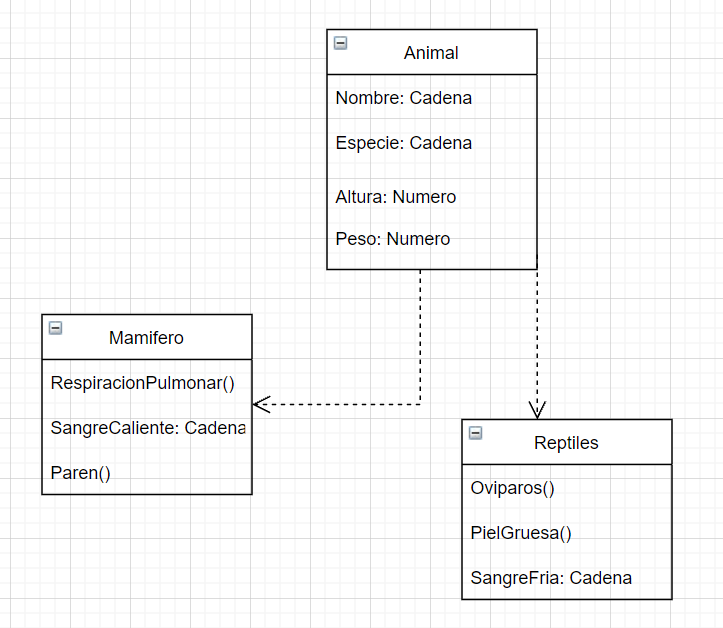 Animal
Nombre: Cadena
Especie: Cadena
Altura: Numero
Peso: Numero
Mamifero
RespiracionPulmonar()
SangreCaliente: Cadena
Paren()
Reptiles
Oviparos()
PielGruesa()
SangreFria: Cadena